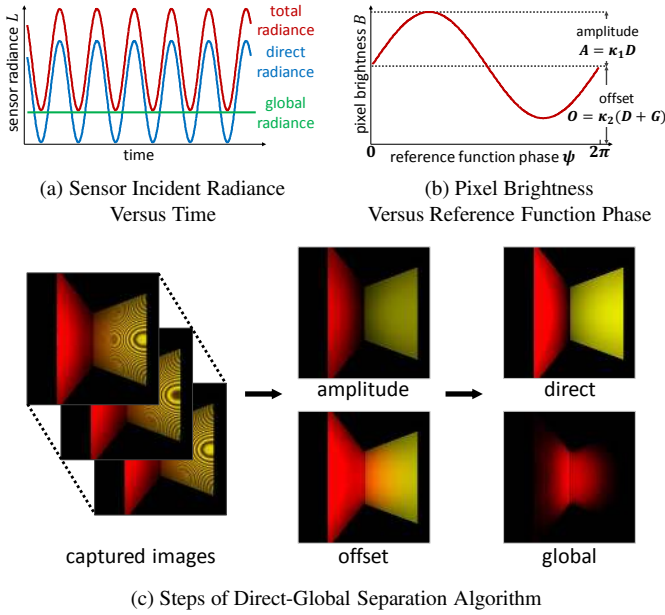 sensor radiance L
total
radiance
direct
radiance
global
radiance
time
(a) Sensor Incident Radiance
Versus Time
pixel brightness B
amplitude
A = κ₁D
offset
O = κ₂(D + G)
0
reference function phase ψ
2π
(b) Pixel Brightness
Versus Reference Function Phase
captured images
amplitude
direct
offset
global
(c) Steps of Direct-Global Separation Algorithm